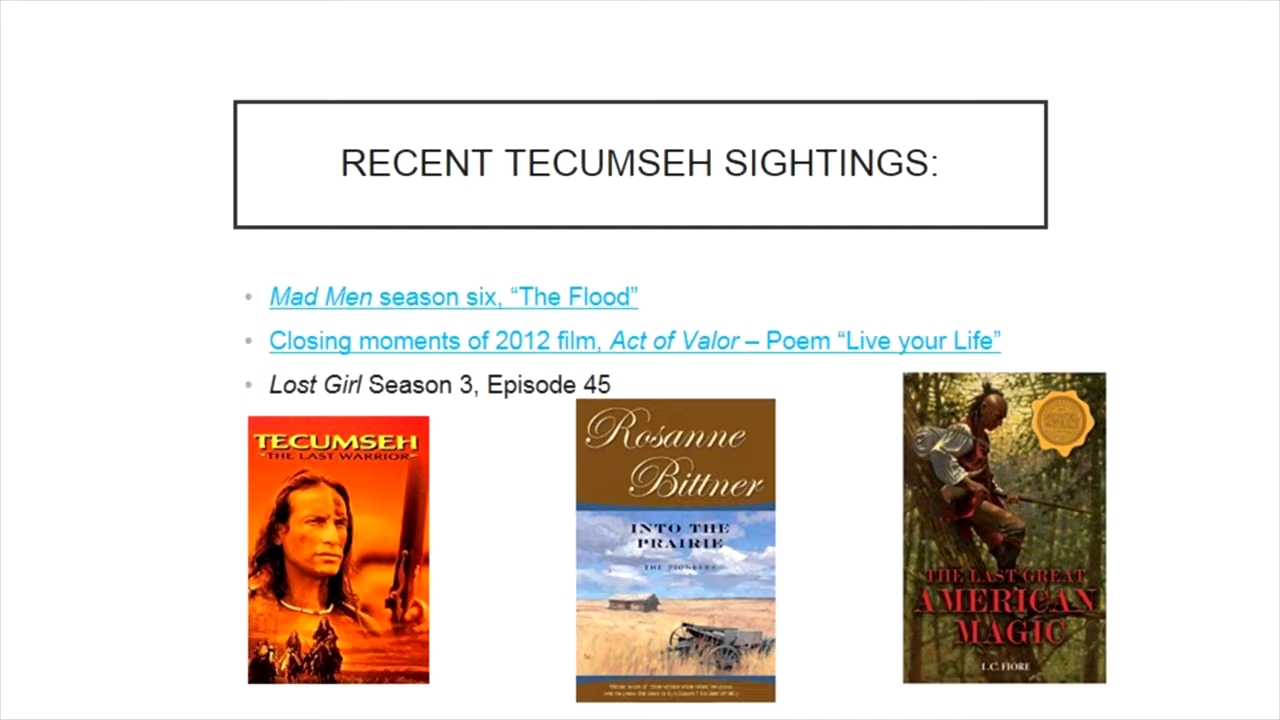 RECENT TECUMSEH SIGHTINGS:
• Mad Men season six, “The Flood”
• Closing moments of 2012 film, Act of Valor – Poem “Live your Life”
• Lost Girl Season 3, Episode 45
TECUMSEH
THE LAST WARRIOR
Rosanne
Bittner
INTO THE
PRAIRIE
THE PIONEERS
THE LAST GREAT
AMERICAN
MAGIC
L.C. FIORE